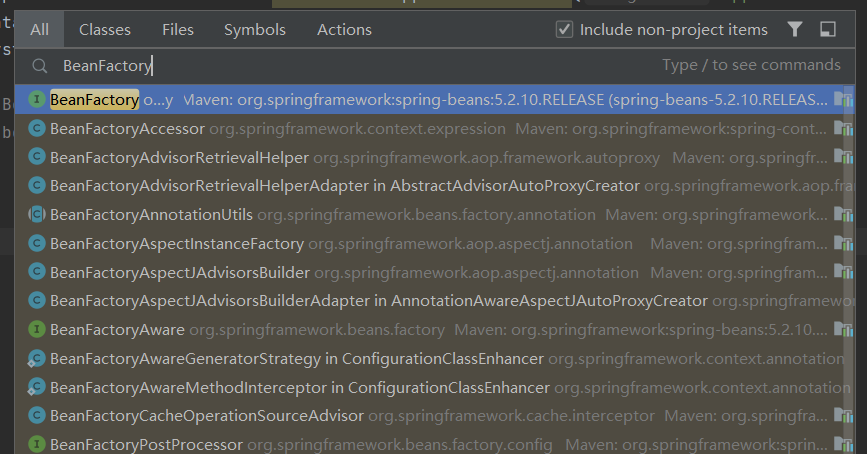 All Classes Files Symbols Actions Include non-project items
BeanFactory Type / to see commands
BeanFactory o...y Maven: org.springframework:spring-beans:5.2.10.RELEASE (spring-beans-5.2.10.RELEAS...
BeanFactoryAccessor org.springframework.context.expression Maven: org.springframework:spring-cont...
BeanFactoryAdvisorRetrievalHelper org.springframework.aop.framework.autoproxy Maven: org.springfr...
BeanFactoryAdvisorRetrievalHelperAdapter in AbstractAdvisorAutoProxyCreator org.springframework.aop.fra
BeanFactoryAnnotationUtils org.springframework.beans.factory.annotation Maven: org.springframework...
BeanFactoryAspectInstanceFactory org.springframework.aop.aspectj.annotation Maven: org.springfram...
BeanFactoryAspectJAdvisorsBuilder org.springframework.aop.aspectj.annotation Maven: org.springfram...
BeanFactoryAspectJAdvisorsBuilderAdapter in AnnotationAwareAspectJAutoProxyCreator org.springframewor
BeanFactoryAware org.springframework.beans.factory Maven: org.springframework:spring-beans:5.2.10....
BeanFactoryAwareGeneratorStrategy in ConfigurationClassEnhancer org.springframework.context.annotation
BeanFactoryAwareMethodInterceptor in ConfigurationClassEnhancer org.springframework.context.annotation
BeanFactoryCacheOperationSourceAdvisor org.springframework.cache.interceptor Maven: org.springfra...
BeanFactoryPostProcessor org.springframework.beans.factory.config Maven: org.springframework:sprin...